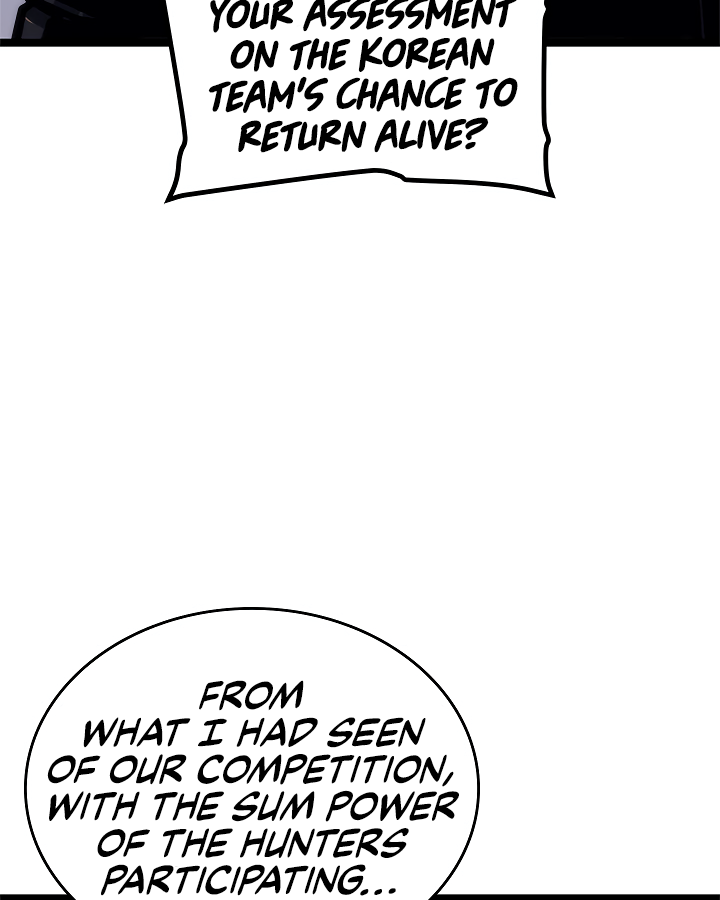 YOUR ASSESSMENT
ON THE KOREAN
TEAM'S CHANCE TO
RETURN ALIVE?
FROM
WHAT I HAD SEEN
OF OUR COMPETITION,
WITH THE SUM POWER
OF THE HUNTERS
PARTICIPATING...